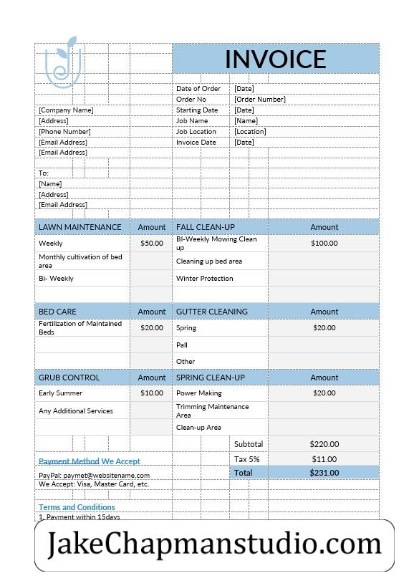 INVOICE
Date of Order [Date]
Order No [Order Number]
[Company Name] Starting Date [Date]
[Address] Job Name [Name]
[Phone Number] Job Location [Location]
[Email Address] Invoice Date [Date]
[Email Address]
To:
[Name]
[Address]
[Email Address]
LAWN MAINTENANCE Amount FALL CLEAN-UP Amount
Weekly $50.00 Bi-Weekly Mowing Clean up $100.00
Monthly cultivation of bed area Cleaning up bed area
Bi- Weekly Winter Protection
BED CARE Amount GUTTER CLEANING Amount
Fertilization of Maintained Beds $20.00 Spring $20.00
Pall
Other
GRUB CONTROL Amount SPRING CLEAN-UP Amount
Early Summer $10.00 Power Making $20.00
Any Additional Services Trimming Maintenance Area
Clean-up Area
Subtotal $220.00
Payment Method We Accept Tax 5% $11.00
PayPal: paymet@websitename.com Total $231.00
We Accept: Visa, Master Card, etc.
Terms and Conditions
1. Payment within 15days
JakeChapmanstudio.com